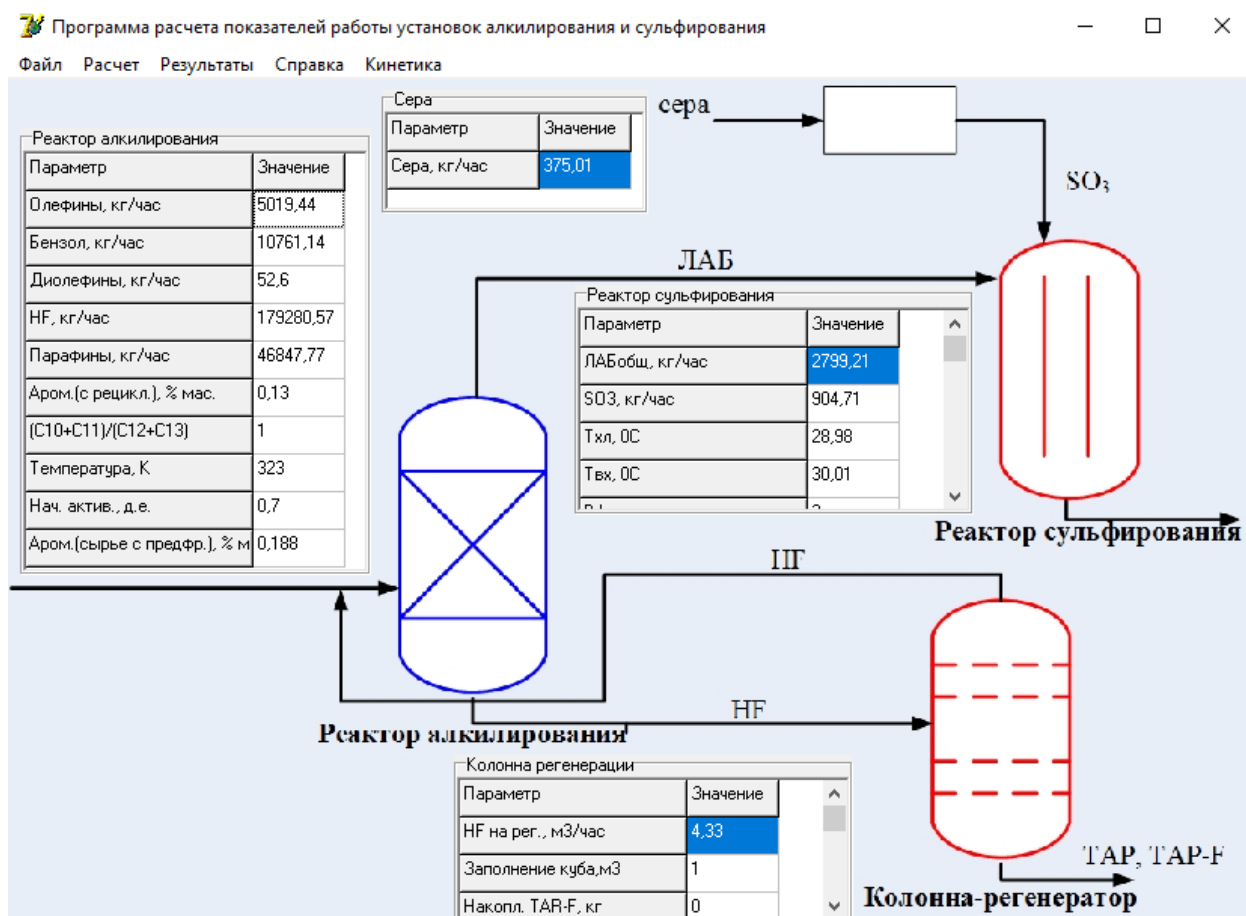 Программа расчета показателей работы установок алкилирования и сульфирования
Файл Расчет Результаты Справка Кинетика
Сера
Параметр Значение
Сера, кг/час 375,01
сера
SO₃
Реактор алкилирования
Параметр Значение
Олефины, кг/час 5019,44
Бензол, кг/час 10761,14
Диолефины, кг/час 52,6
HF, кг/час 179280,57
Парафины, кг/час 46847,77
Аром.(с рецикл.), % мас. 0,13
(C10+C11)/(C12+C13) 1
Температура, К 323
Нач. актив., д.е. 0,7
Аром.(сырье с предфр.), % м 0,188
ЛАБ
Реактор сульфирования
Параметр Значение
ЛАБобщ, кг/час 2799,21
SO3, кг/час 904,71
Тхл, 0С 28,98
Твх, 0С 30,01
Реактор сульфирования
HF
HF
Реактор алкилирования
Колонна регенерации
Параметр Значение
HF на рег., м3/час 4,33
Заполнение куба,м3 1
Накопл. TAR-F, кг 0
ТАР, ТАР-F
Колонна-регенератор